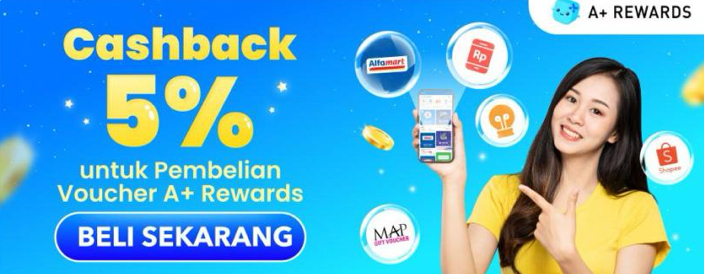 A+ REWARDS
Cashback
5%
untuk Pembelian
Voucher A+ Rewards
BELI SEKARANG
Alfamart
Rp
Shopee
MAP
GIFT VOUCHER